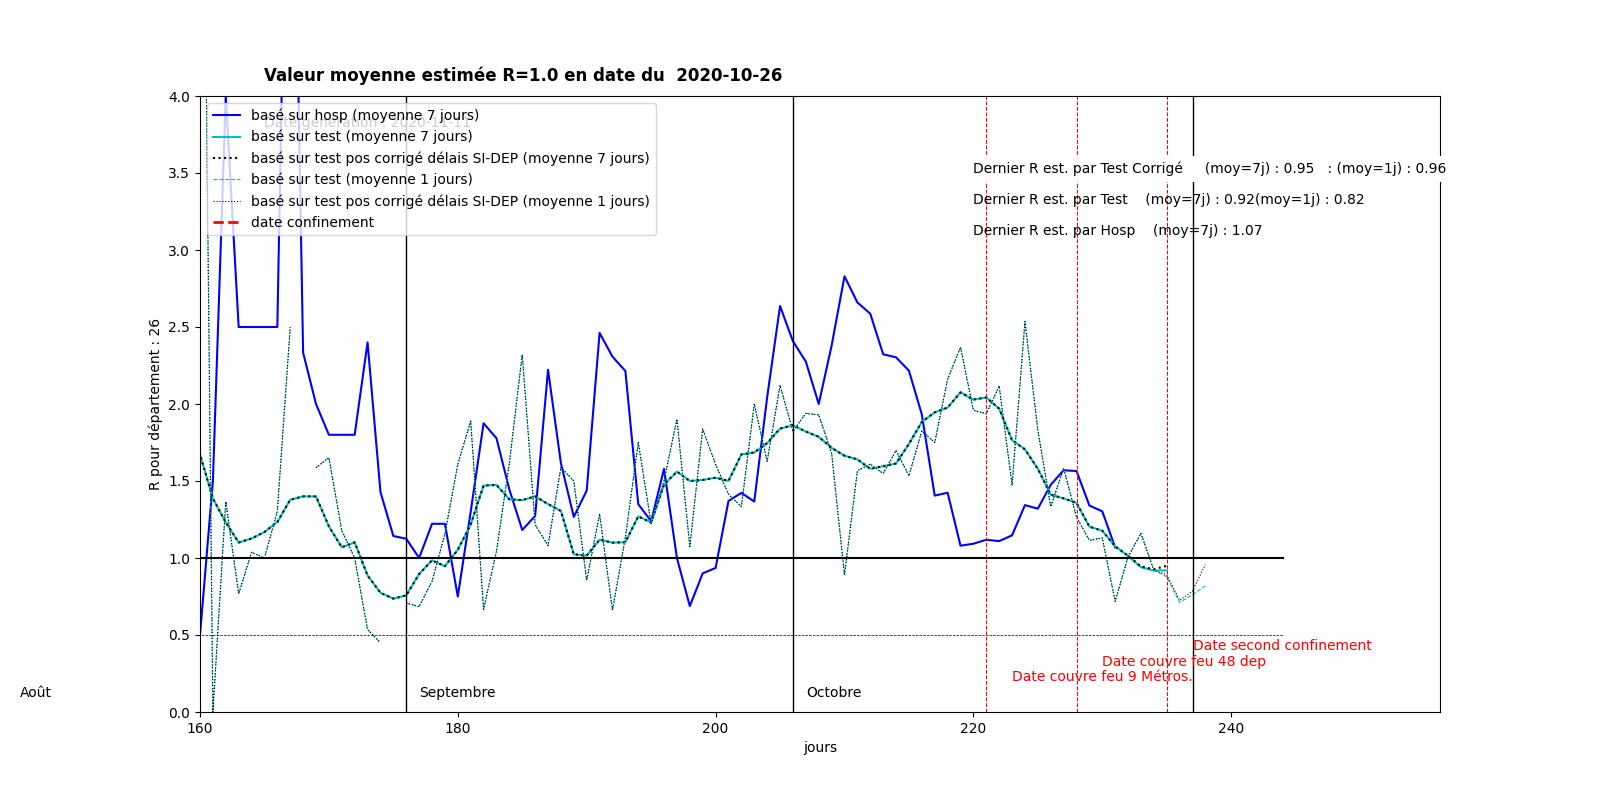 Valeur moyenne estimée R=1.0 en date du  2020-10-26
Date génération : 2020-11-11
basé sur hosp (moyenne 7 jours)
basé sur test (moyenne 7 jours)
basé sur test pos corrigé délais SI-DEP (moyenne 7 jours)
basé sur test (moyenne 1 jours)
basé sur test pos corrigé délais SI-DEP (moyenne 1 jours)
date confinement
Dernier R est. par Test Corrigé     (moy=7j) : 0.95   : (moy=1j) : 0.96
Dernier R est. par Test    (moy=7j) : 0.92(moy=1j) : 0.82
Dernier R est. par Hosp    (moy=7j) : 1.07
4.0
3.5
3.0
2.5
2.0
1.5
1.0
0.5
0.0
R pour département : 26
Date second confinement
Date couvre feu 48 dep
Date couvre feu 9 Métros.
Août
Septembre
Octobre
160
180
200
220
240
jours